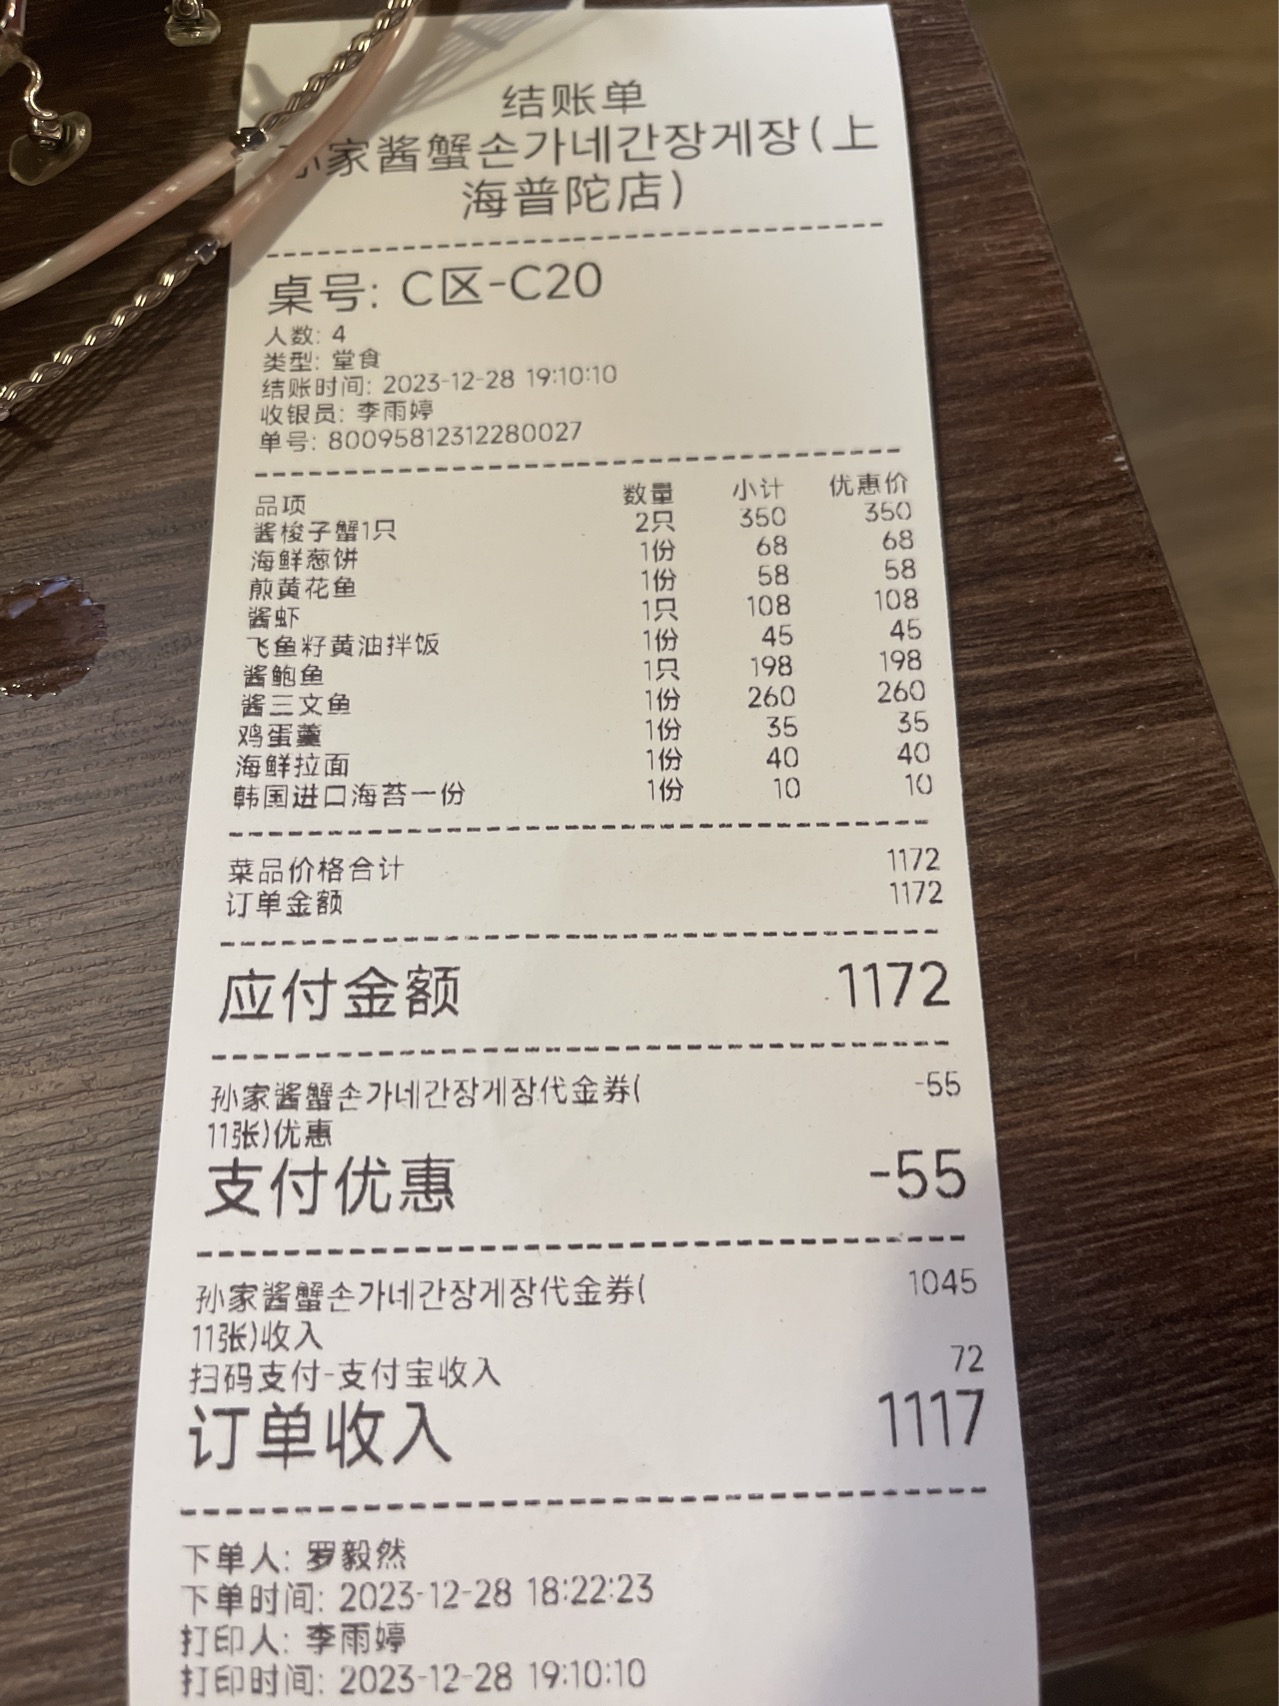 结账单
孙家酱蟹손가네간장게장(上
海普陀店)
桌号: C区-C20
人数: 4
类型: 堂食
结账时间: 2023-12-28 19:10:10
收银员: 李雨婷
单号: 80095812312280027
品项 数量 小计 优惠价
酱梭子蟹1只 2只 350 350
海鲜葱饼 1份 68 68
煎黄花鱼 1份 58 58
酱虾 1只 108 108
飞鱼籽黄油拌饭 1份 45 45
酱鲍鱼 1只 198 198
酱三文鱼 1份 260 260
鸡蛋羹 1份 35 35
海鲜拉面 1份 40 40
韩国进口海苔一份 1份 10 10
菜品价格合计 1172
订单金额 1172
应付金额 1172
孙家酱蟹손가네간장게장代金券( -55
11张)优惠
支付优惠 -55
孙家酱蟹손가네간장게장代金券( 1045
11张)收入
扫码支付-支付宝收入 72
订单收入 1117
下单人: 罗毅然
下单时间: 2023-12-28 18:22:23
打印人: 李雨婷
打印时间: 2023-12-28 19:10:10